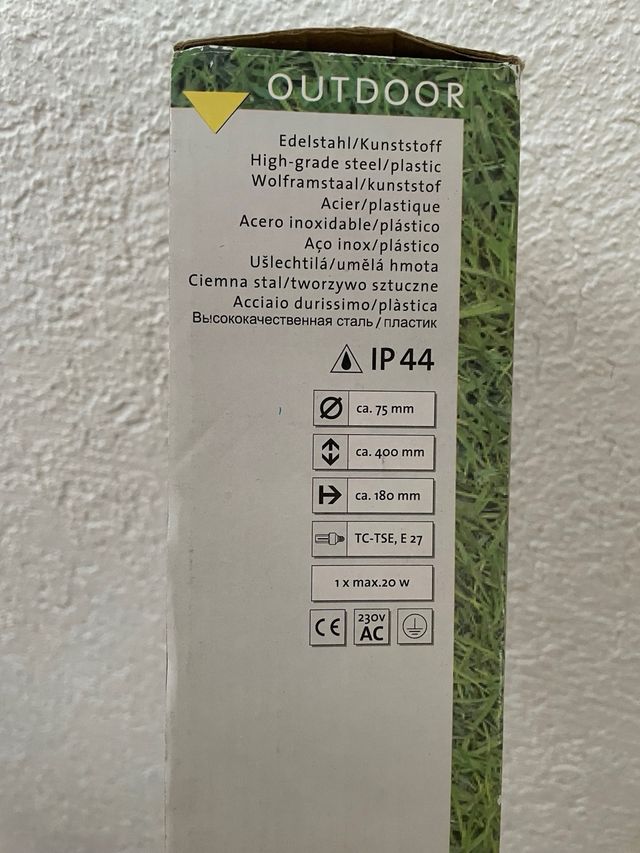 OUTDOOR
Edelstahl/Kunststoff
High-grade steel/plastic
Wolframstaal/kunststof
Acier/plastique
Acero inoxidable/plástico
Aço inox/plástico
Ušlechtilá/umělá hmota
Ciemna stal/tworzywo sztuczne
Acciaio durissimo/plàstica
Высококачественная сталь/пластик
IP 44
ca. 75 mm
ca. 400 mm
ca. 180 mm
TC-TSE, E 27
1 x max.20 w
CE 230V AC